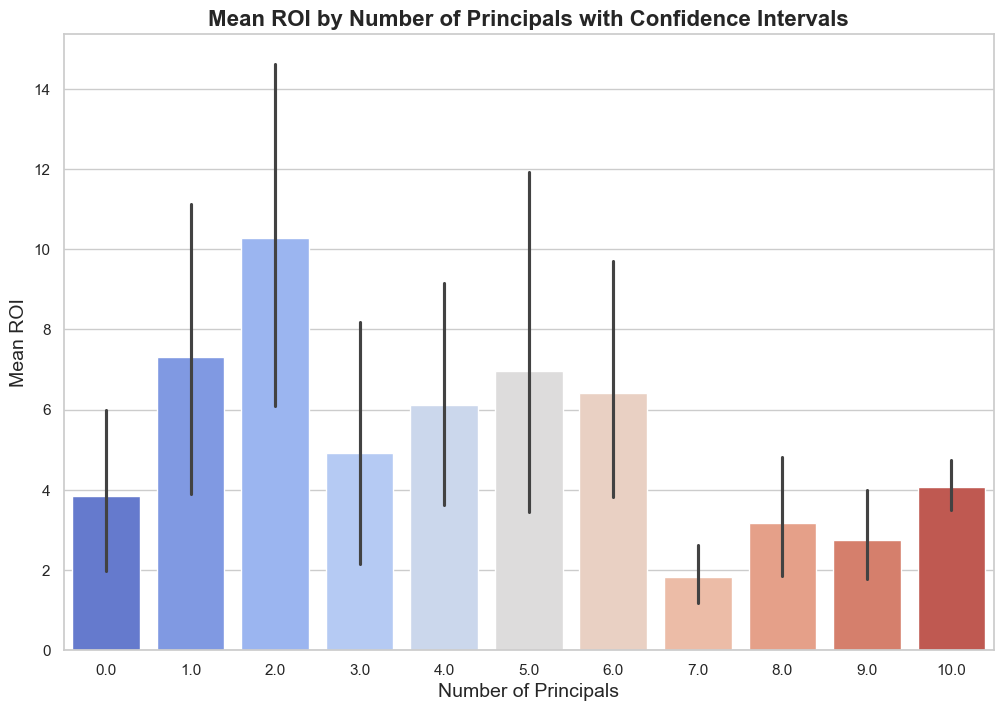 Mean ROI by Number of Principals with Confidence Intervals
Mean ROI
14
12
10
8
6
4
2
0
0.0 1.0 2.0 3.0 4.0 5.0 6.0 7.0 8.0 9.0 10.0
Number of Principals